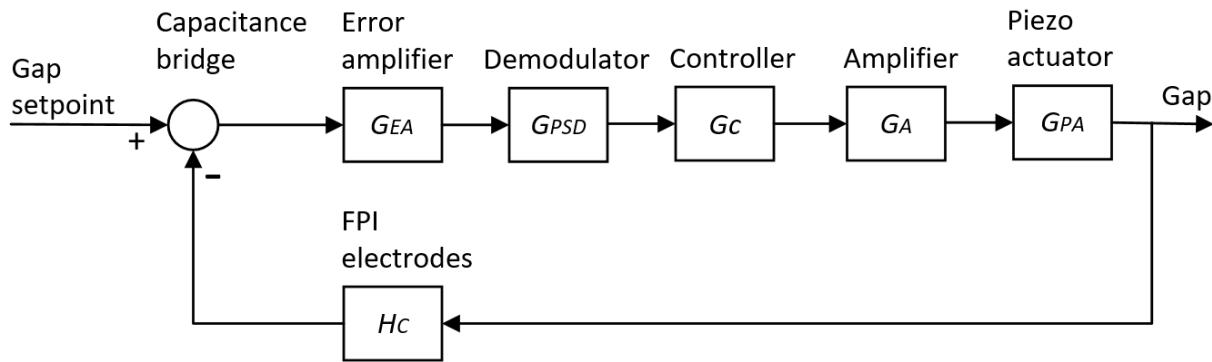 Capacitance
bridge
Error
amplifier
Demodulator
Controller
Amplifier
Piezo
actuator
Gap
setpoint
Gap
+
GEA
GPSD
GC
GA
GPA
−
FPI
electrodes
HC